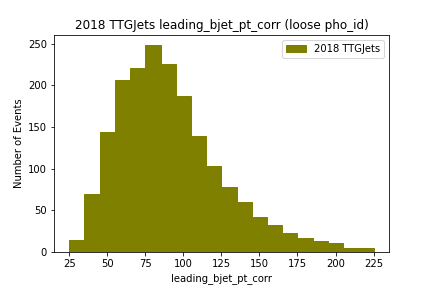 2018 TTGJets leading_bjet_pt_corr (loose pho_id)
2018 TTGJets
Number of Events
250
200
150
100
50
0
25 50 75 100 125 150 175 200 225
leading_bjet_pt_corr